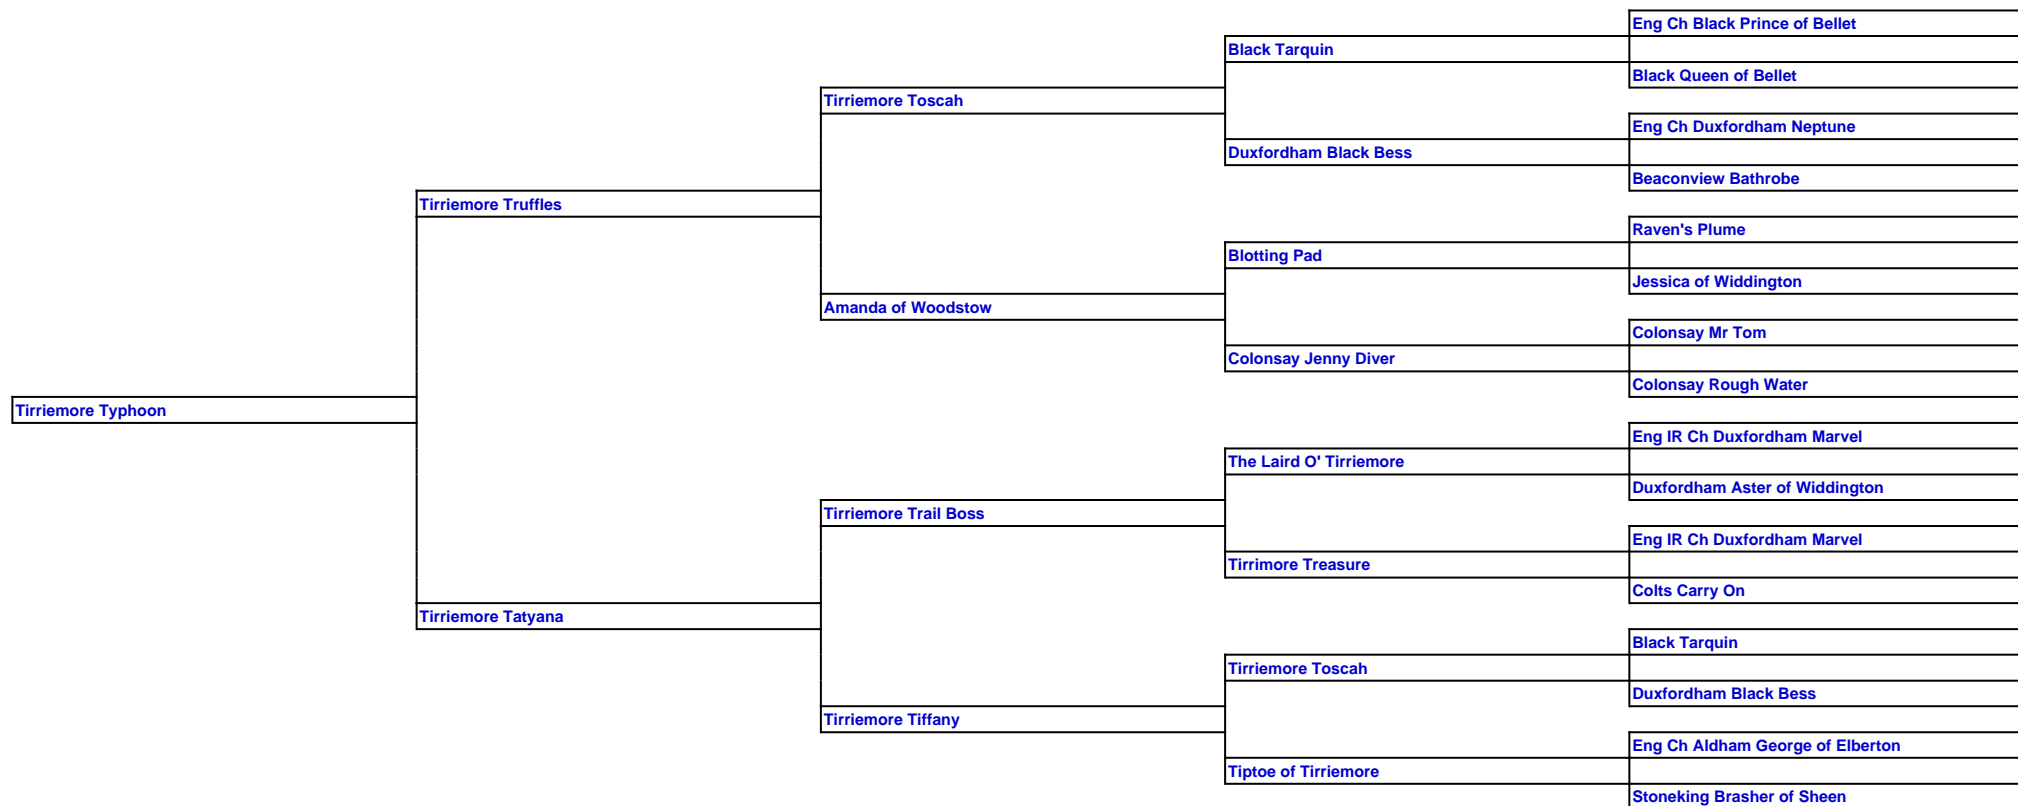 Eng Ch Black Prince of Bellet
Black Tarquin
Black Queen of Bellet
Tirriemore Toscah
Eng Ch Duxfordham Neptune
Duxfordham Black Bess
Beaconview Bathrobe
Tirriemore Truffles
Raven's Plume
Blotting Pad
Jessica of Widdington
Amanda of Woodstow
Colonsay Mr Tom
Colonsay Jenny Diver
Colonsay Rough Water
Tirriemore Typhoon
Eng IR Ch Duxfordham Marvel
The Laird O' Tirriemore
Duxfordham Aster of Widdington
Tirriemore Trail Boss
Eng IR Ch Duxfordham Marvel
Tirrimore Treasure
Colts Carry On
Tirriemore Tatyana
Black Tarquin
Tirriemore Toscah
Duxfordham Black Bess
Tirriemore Tiffany
Eng Ch Aldham George of Elberton
Tiptoe of Tirriemore
Stoneking Brasher of Sheen